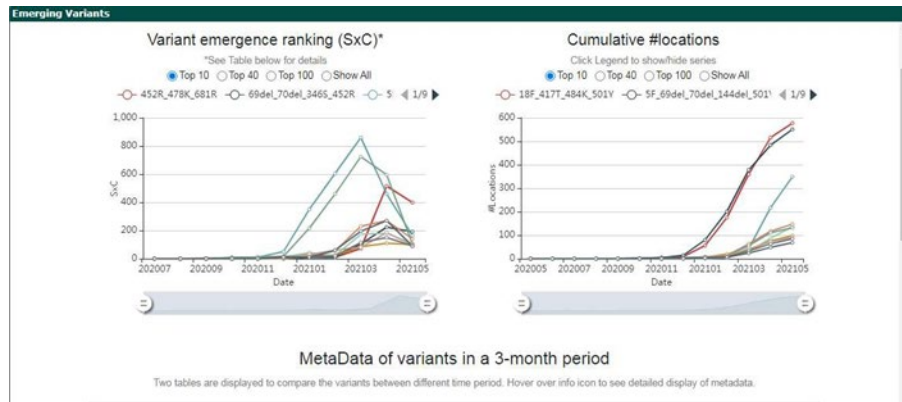 Emerging Variants
Variant emergence ranking (SxC)*
*See Table below for details
Top 10 Top 40 Top 100 Show All
452R_478K_681R 69del_70del_346S_452R 5 1/9
1,000
800
600
400
200
0
SxC
202007 202009 202011 202101 202103 202105
Date
Cumulative #locations
Click Legend to show/hide series
Top 10 Top 40 Top 100 Show All
18F_417T_484K_501Y 5F_69del_70del_144del_501Y 1/9
600
500
400
300
200
100
0
#Locations
202005 202007 202009 202011 202101 202103 202105
Date
MetaData of variants in a 3-month period
Two tables are displayed to compare the variants between different time period. Hover over info icon to see detailed display of metadata.